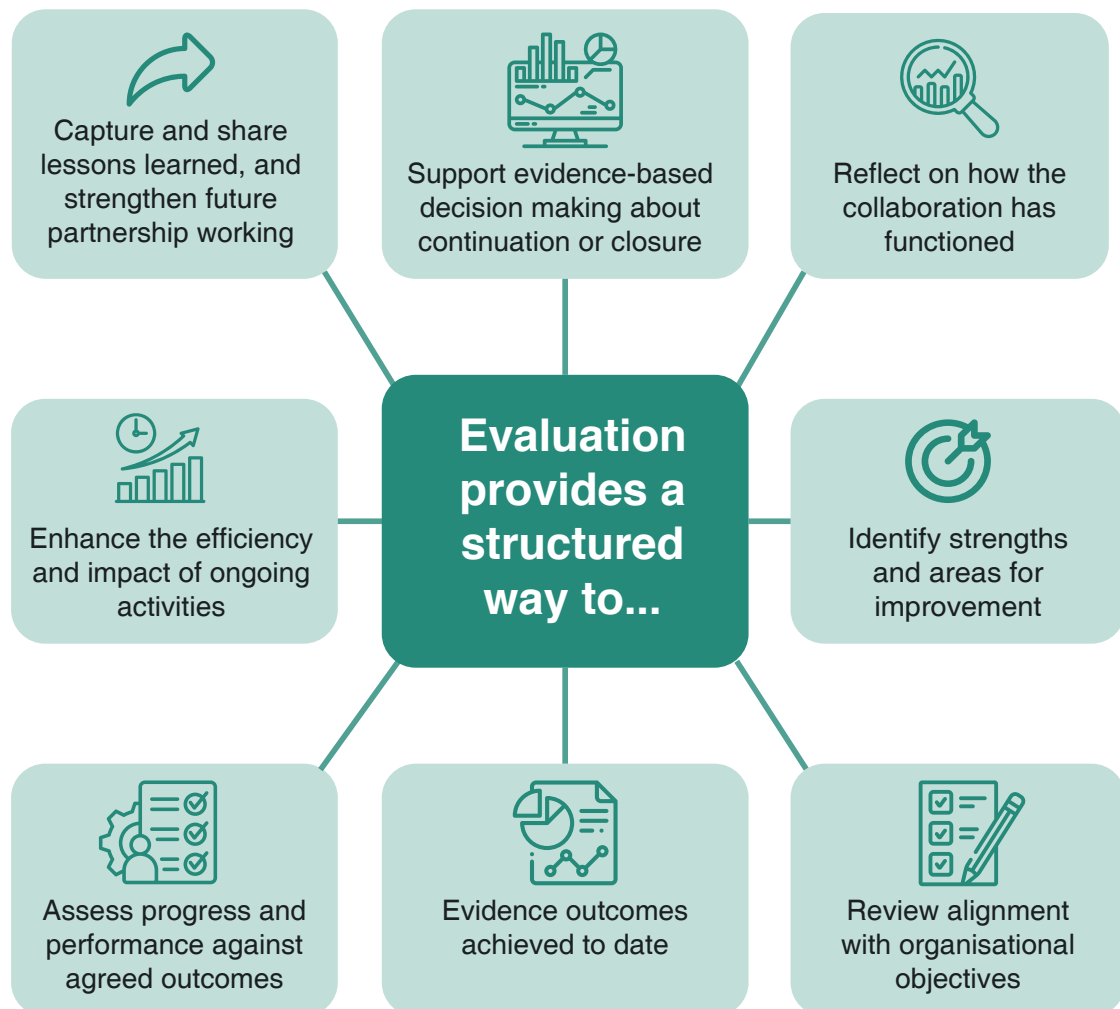 Capture and share
lessons learned, and
strengthen future
partnership working
Support evidence-based
decision making about
continuation or closure
Reflect on how the
collaboration has
functioned
Enhance the efficiency
and impact of ongoing
activities
Evaluation
provides a
structured
way to...
Identify strengths
and areas for
improvement
Assess progress and
performance against
agreed outcomes
Evidence outcomes
achieved to date
Review alignment
with organisational
objectives